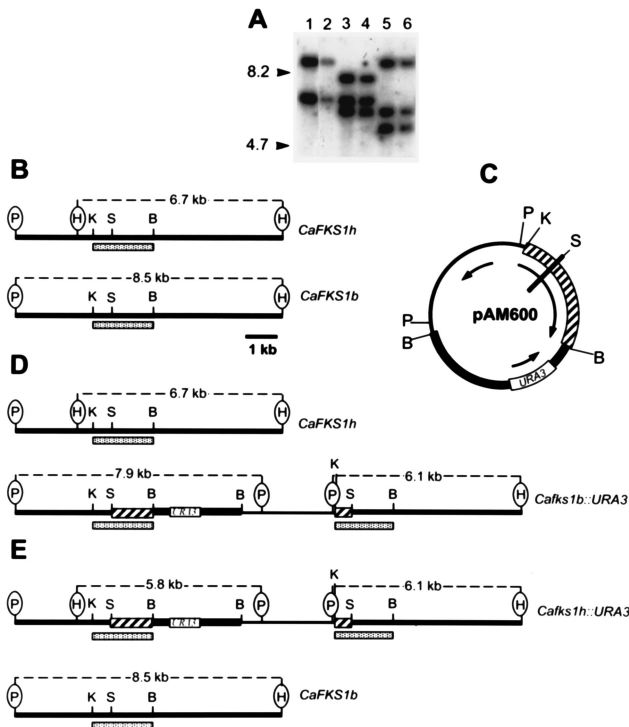 A
1 2 3 4 5 6
8.2
4.7
B
6.7 kb
P H K S B H
CaFKS1h
8.5 kb
P K S B H
CaFKS1b
1 kb
C
P K S
pAM600
P
B
B
URA3
D
6.7 kb
P H K S B H
CaFKS1h
7.9 kb
K
6.1 kb
P K S B B P P S B H
URA3
Cafks1b::URA3
E
5.8 kb
K
6.1 kb
P H K S B B P P S B H
URA3
Cafks1h::URA3
8.5 kb
P K S B H
CaFKS1b